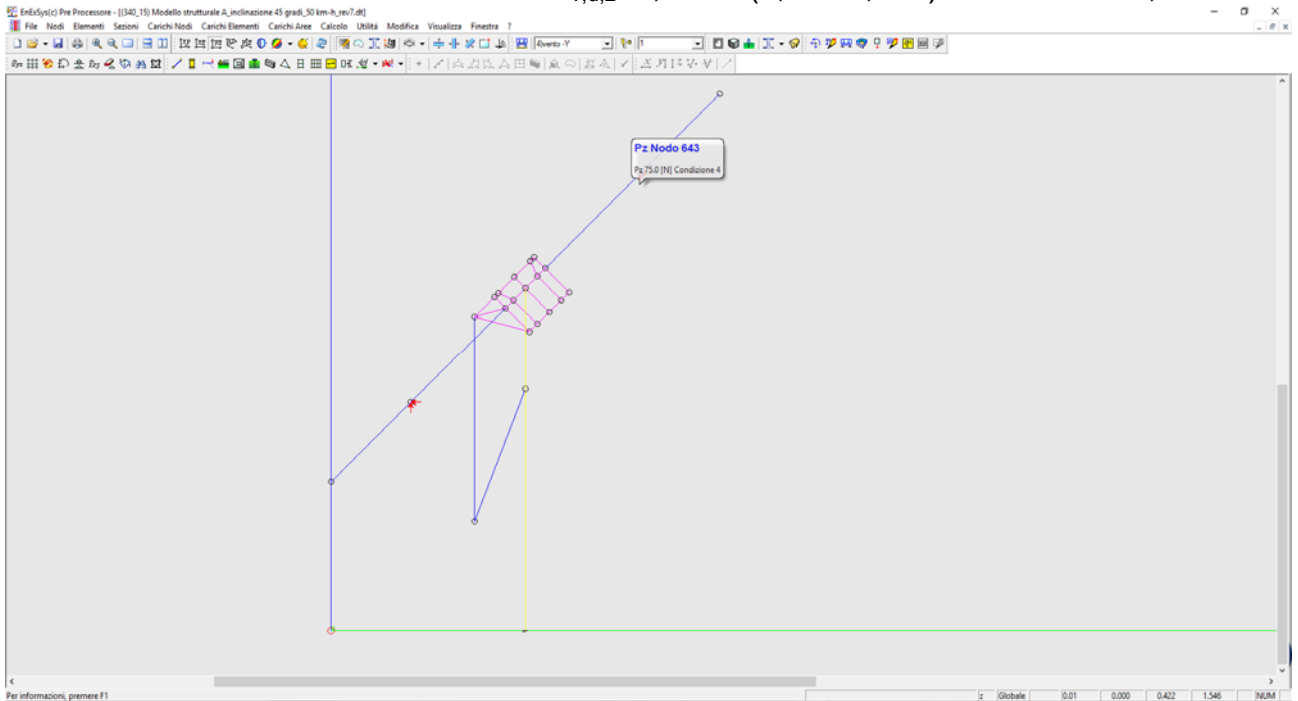 EnExSys(c) Pre Processore - [(340_15) Modello strutturale A_inclinazione 45 gradi_50 km-h_rev7.dt]
File Nodi Elementi Sezioni Carichi Nodi Carichi Elementi Carichi Aree Calcolo Utilità Modifica Visualizza Finestra ?
4)vento -Y 1
Pz Nodo 643
Pz 75.0 [N] Condizione 4
Per informazioni, premere F1
z Globale 0.01 0.000 0.422 1.546 NUM